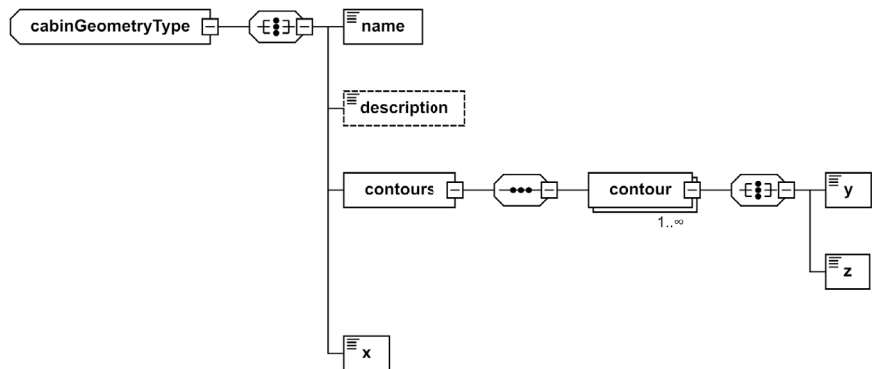 cabinGeometryType
name
description
contours
contour
1..∞
y
z
x